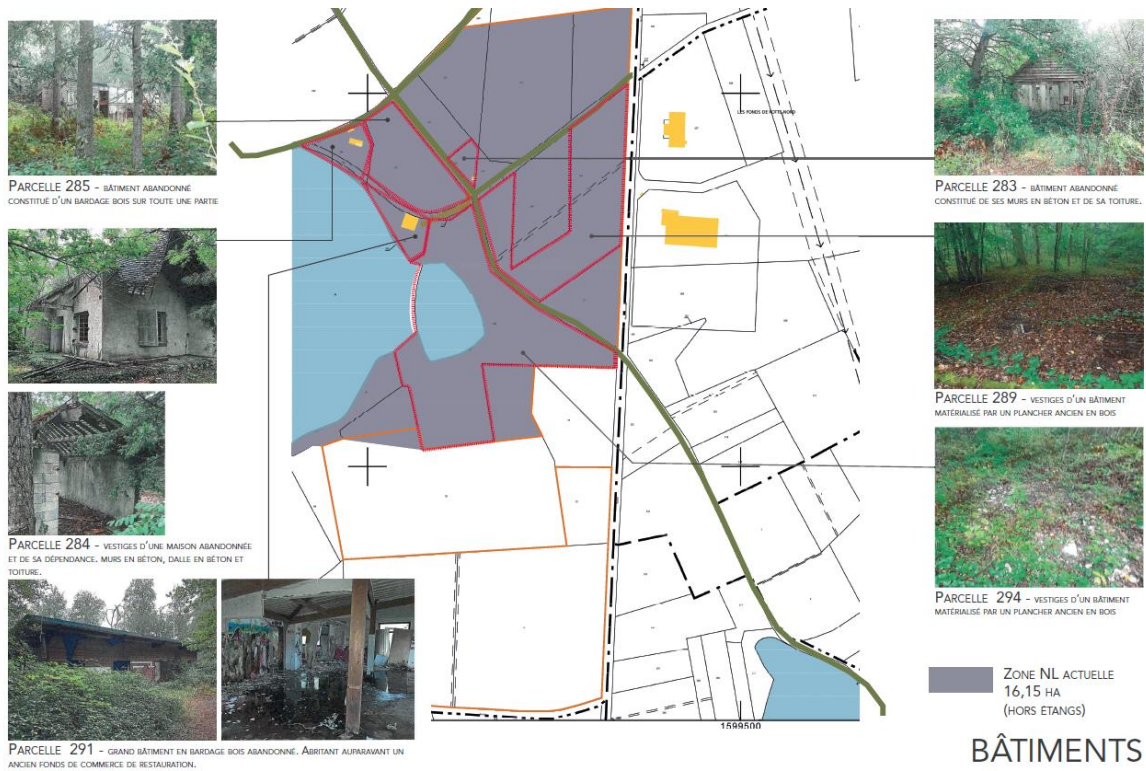 PARCELLE 285 - BÂTIMENT ABANDONNÉ
CONSTITUÉ D'UN BARDAGE BOIS SUR TOUTE UNE PARTIE
PARCELLE 284 - VESTIGES D'UNE MAISON ABANDONNÉE
ET DE SA DÉPENDANCE. MURS EN BÉTON, DALLE EN BÉTON ET
TOITURE.
PARCELLE 291 - GRAND BÂTIMENT EN BARDAGE BOIS ABANDONNÉ. ABRITANT AUPARAVANT UN
ANCIEN FONDS DE COMMERCE DE RESTAURATION.
1599500
PARCELLE 283 - BÂTIMENT ABANDONNÉ
CONSTITUÉ DE SES MURS EN BÉTON ET DE SA TOITURE.
PARCELLE 289 - VESTIGES D'UN BÂTIMENT
MATÉRIALISÉ PAR UN PLANCHER ANCIEN EN BOIS
PARCELLE 294 - VESTIGES D'UN BÂTIMENT
MATÉRIALISÉ PAR UN PLANCHER ANCIEN EN BOIS
ZONE NL ACTUELLE
16,15 HA
(HORS ÉTANGS)
BÂTIMENTS